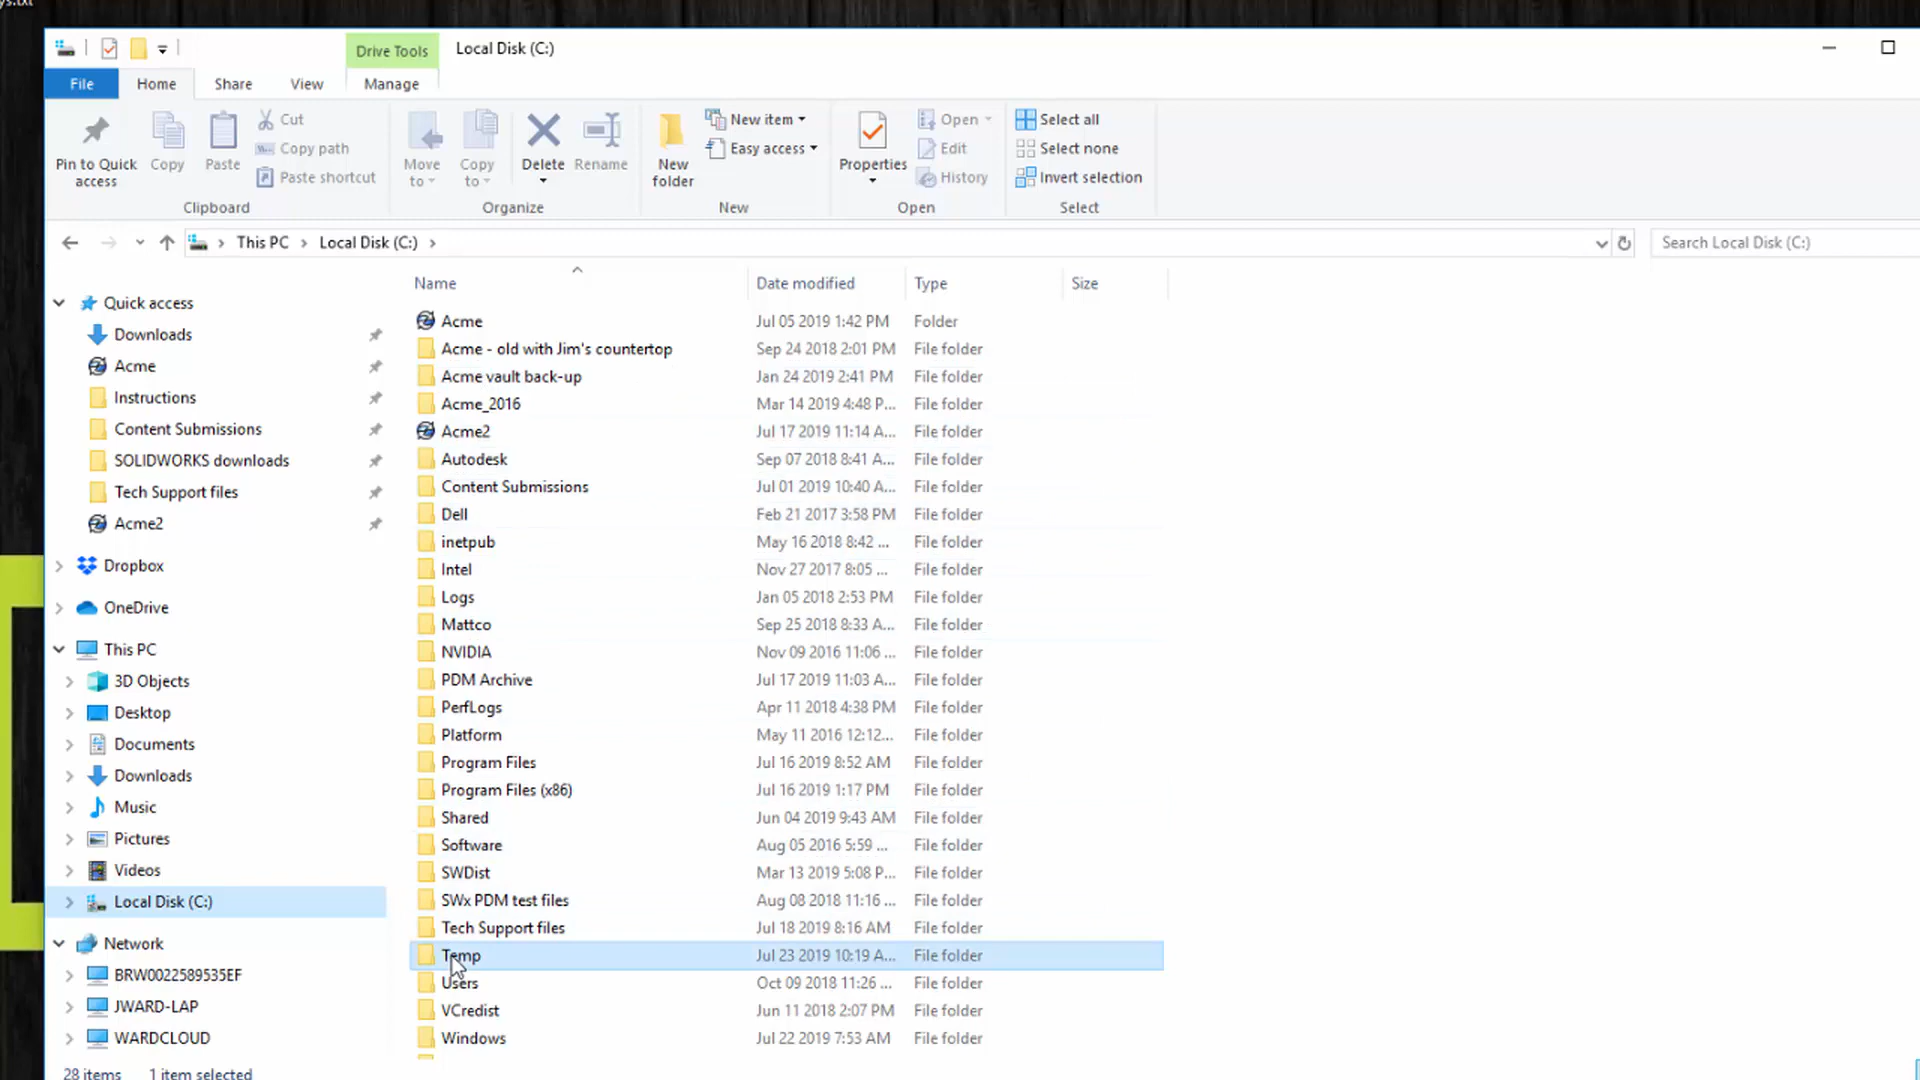 ys.txt
Drive Tools
Local Disk (C:)
File
Home
Share
View
Manage
Pin to Quick access
Copy
Paste
Cut
Copy path
Paste shortcut
Clipboard
Move to
Copy to
Delete
Rename
Organize
New folder
New item
Easy access
New
Properties
Open
Edit
History
Open
Select all
Select none
Invert selection
Select
This PC > Local Disk (C:) >
Search Local Disk (C:)
Quick access
Downloads
Acme
Instructions
Content Submissions
SOLIDWORKS downloads
Tech Support files
Acme2
Dropbox
OneDrive
This PC
3D Objects
Desktop
Documents
Downloads
Music
Pictures
Videos
Local Disk (C:)
Network
BRW0022589535EF
JWARD-LAP
WARDCLOUD
Name Date modified Type Size
Acme Jul 05 2019 1:42 PM Folder
Acme - old with Jim's countertop Sep 24 2018 2:01 PM File folder
Acme vault back-up Jan 24 2019 2:41 PM File folder
Acme_2016 Mar 14 2019 4:48 P... File folder
Acme2 Jul 17 2019 11:14 A... File folder
Autodesk Sep 07 2018 8:41 A... File folder
Content Submissions Jul 01 2019 10:40 A... File folder
Dell Feb 21 2017 3:58 PM File folder
inetpub May 16 2018 8:42 ... File folder
Intel Nov 27 2017 8:05 ... File folder
Logs Jan 05 2018 2:53 PM File folder
Mattco Sep 25 2018 8:33 A... File folder
NVIDIA Nov 09 2016 11:06 ... File folder
PDM Archive Jul 17 2019 11:03 A... File folder
PerfLogs Apr 11 2018 4:38 PM File folder
Platform May 11 2016 12:12... File folder
Program Files Jul 16 2019 8:52 AM File folder
Program Files (x86) Jul 16 2019 1:17 PM File folder
Shared Jun 04 2019 9:43 AM File folder
Software Aug 05 2016 5:59 ... File folder
SWDist Mar 13 2019 5:08 P... File folder
SWx PDM test files Aug 08 2018 11:16 ... File folder
Tech Support files Jul 18 2019 8:16 AM File folder
Temp Jul 23 2019 10:19 A... File folder
Users Oct 09 2018 11:26 ... File folder
VCredist Jun 11 2018 2:07 PM File folder
Windows Jul 22 2019 7:53 AM File folder
28 items 1 item selected